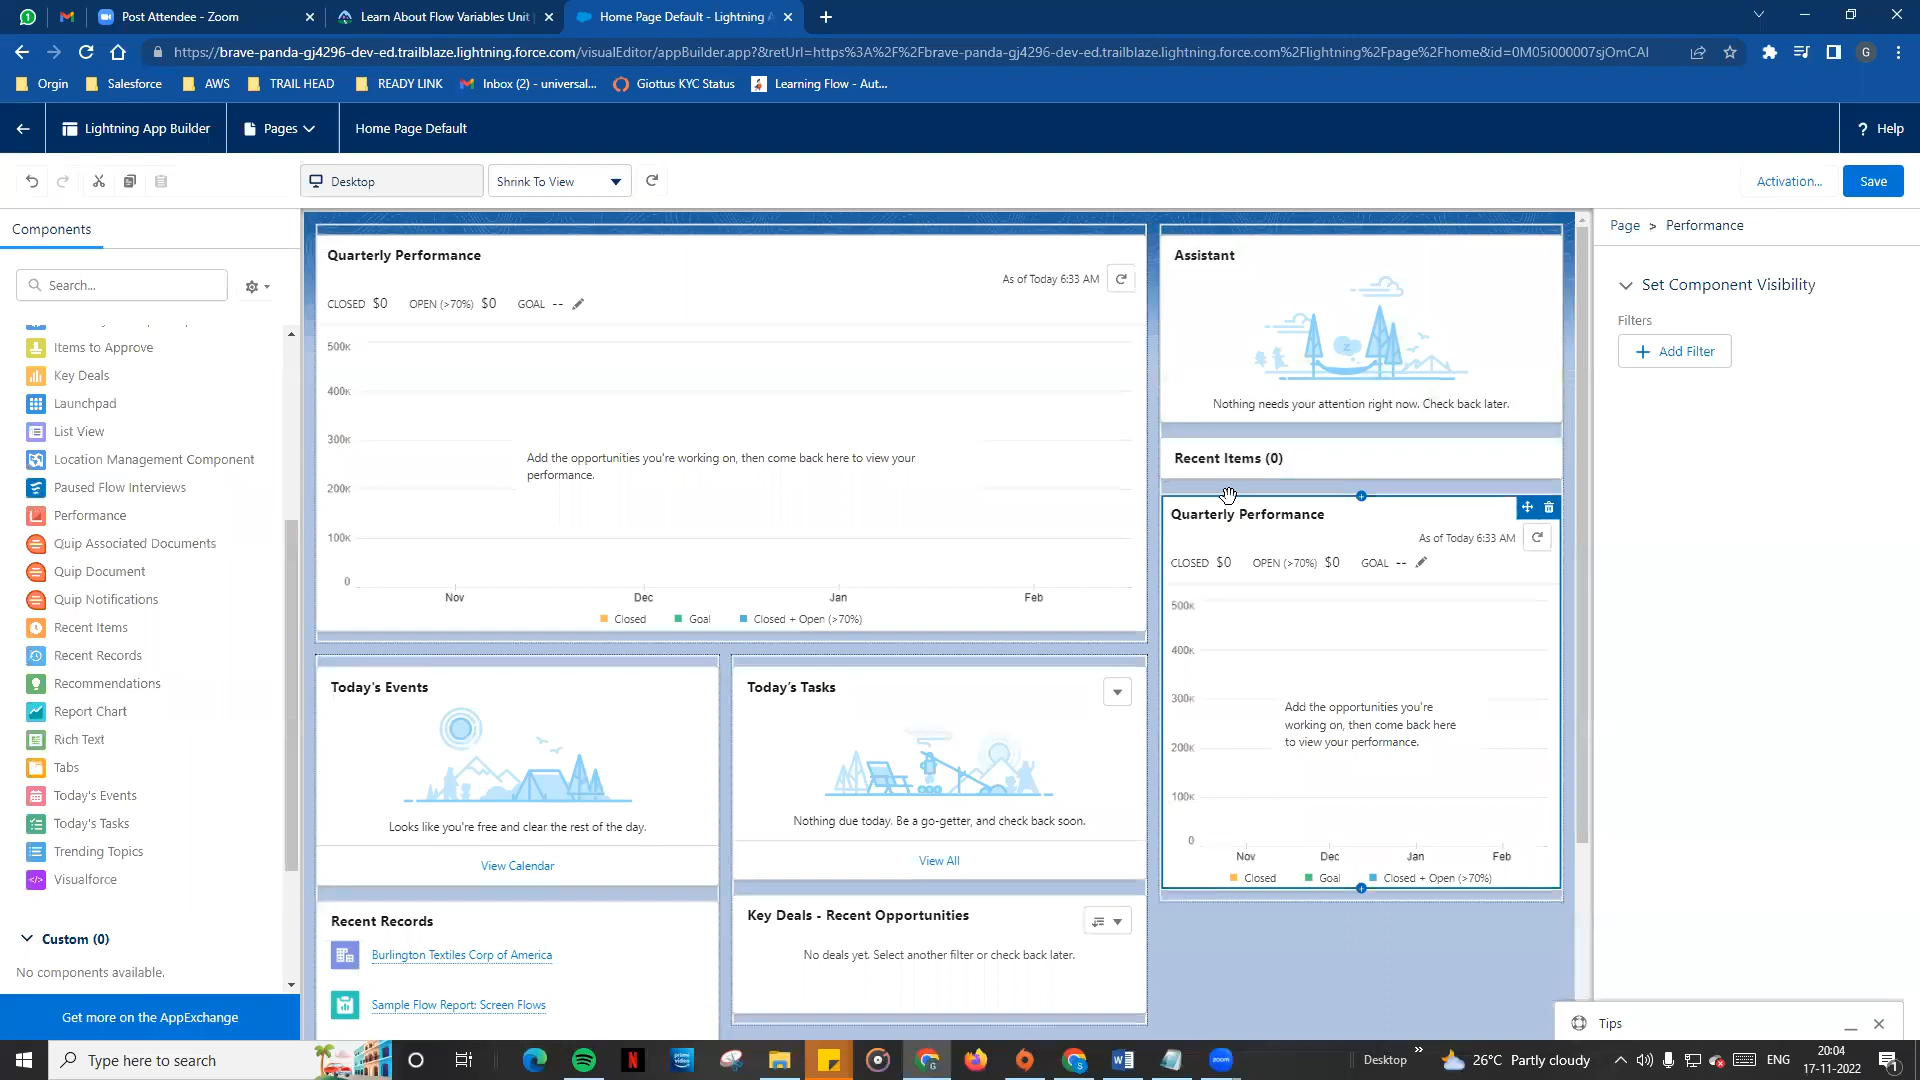 Post Attendee - Zoom
Learn About Flow Variables Unit
Home Page Default - Lightning A
https://brave-panda-gj4296-dev-ed.trailblaze.lightning.force.com/visualEditor/appBuilder.app?&retUrl=https%3A%2F%2Fbrave-panda-gj4296-dev-ed.trailblaze.lightning.force.com%2Flightning%2Fpage%2Fhome&id=0M05i000007sjOmCAI
G
Orgin
Salesforce
AWS
TRAIL HEAD
READY LINK
Inbox (2) - universal...
Giottus KYC Status
Learning Flow - Aut...
Lightning App Builder
Pages
Home Page Default
? Help
Desktop
Shrink To View
Activation...
Save
Components
Search...
Items to Approve
Key Deals
Launchpad
List View
Location Management Component
Paused Flow Interviews
Performance
Quip Associated Documents
Quip Document
Quip Notifications
Recent Items
Recent Records
Recommendations
Report Chart
Rich Text
Tabs
Today's Events
Today's Tasks
Trending Topics
Visualforce
Custom (0)
No components available.
Get more on the AppExchange
Quarterly Performance
As of Today 6:33 AM
CLOSED $0 OPEN (>70%) $0 GOAL --
500K
400K
300K
200K
100K
0
Add the opportunities you're working on, then come back here to view your
performance.
Nov Dec Jan Feb
Closed Goal Closed + Open (>70%)
Today's Events
Looks like you're free and clear the rest of the day.
View Calendar
Recent Records
Burlington Textiles Corp of America
Sample Flow Report: Screen Flows
Today's Tasks
Nothing due today. Be a go-getter, and check back soon.
View All
Key Deals - Recent Opportunities
No deals yet. Select another filter or check back later.
Assistant
Z
Nothing needs your attention right now. Check back later.
Recent Items (0)
Quarterly Performance
As of Today 6:33 AM
CLOSED $0 OPEN (>70%) $0 GOAL --
500K
400K
300K
200K
100K
0
Add the opportunities you're
working on, then come back here
to view your performance.
Nov Dec Jan Feb
Closed Goal Closed + Open (>70%)
Page > Performance
Set Component Visibility
Filters
Add Filter
Tips
Type here to search
Desktop
26°C Partly cloudy
ENG
20:04
17-11-2022